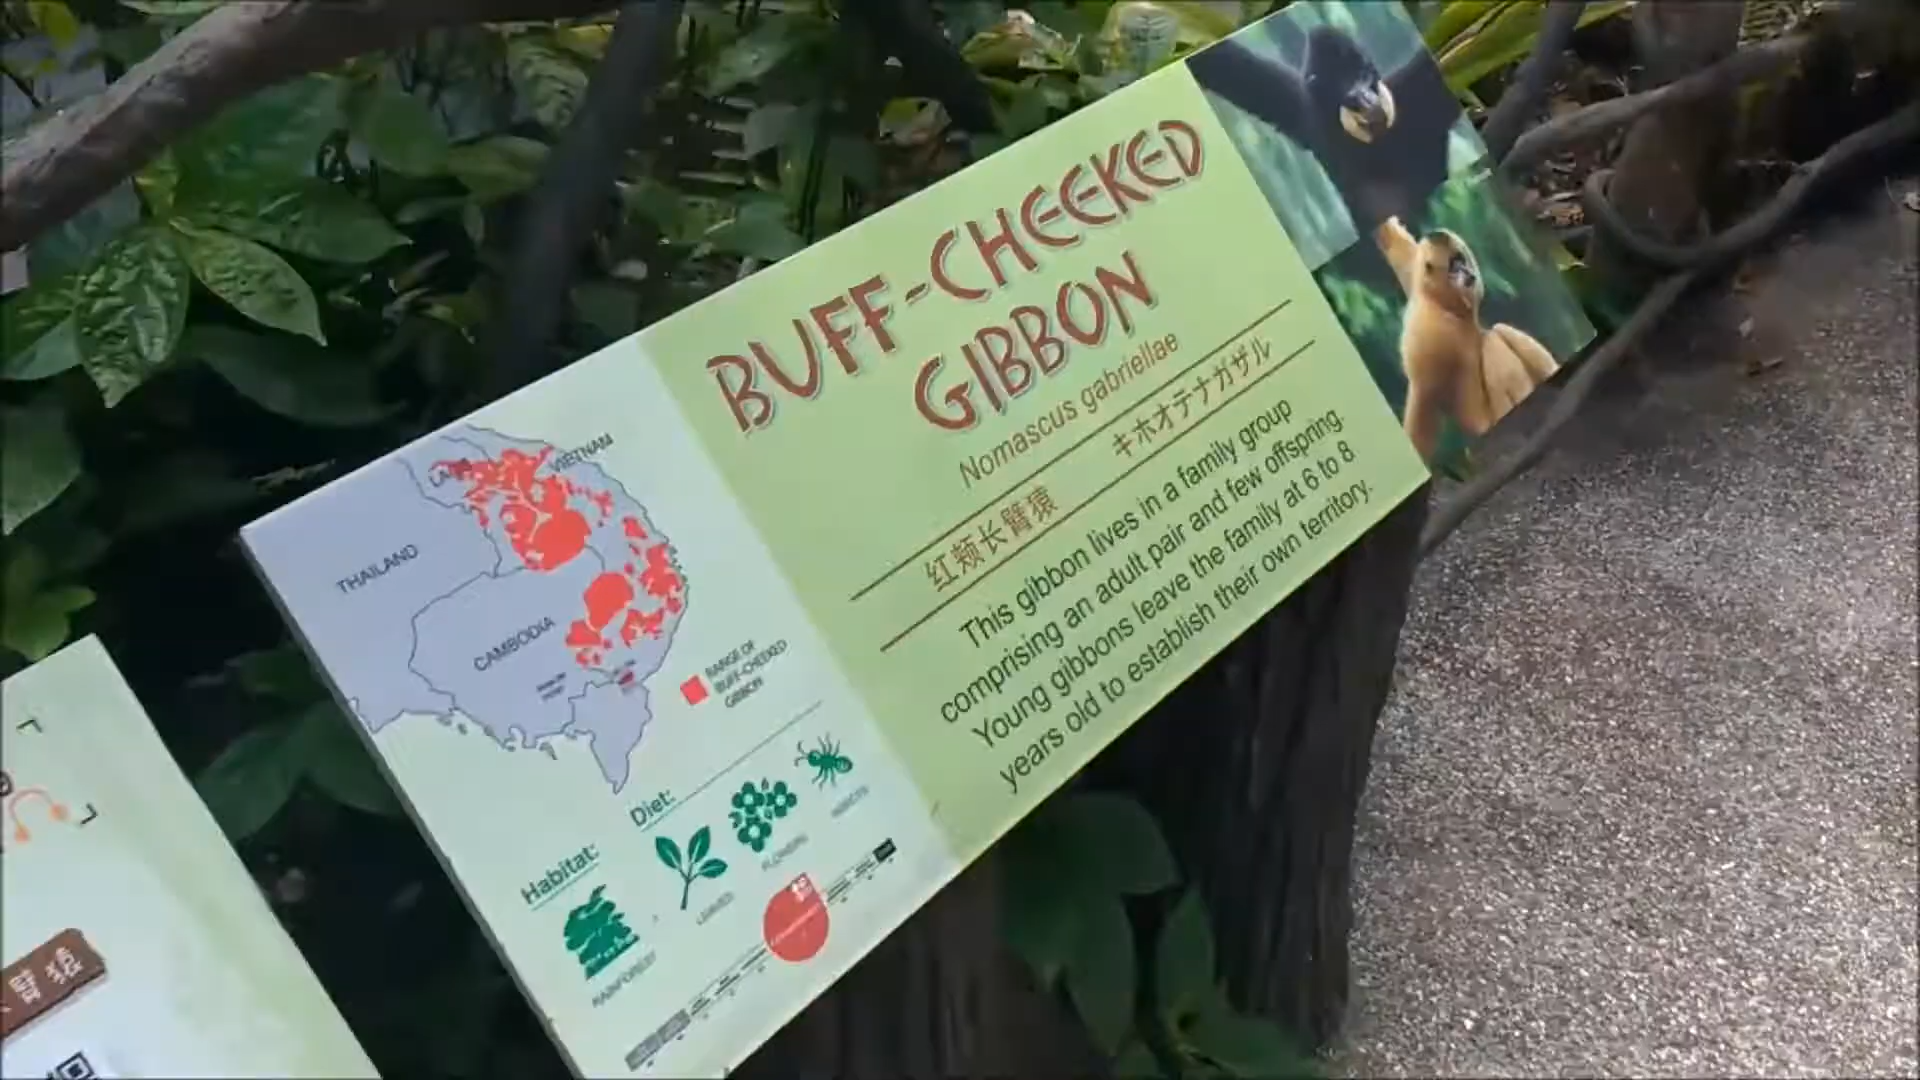 BUFF-CHEEKED
GIBBON
Nomascus gabriellae
红颊长臂猿 キホオテナガザル
This gibbon lives in a family group
comprising an adult pair and few offspring.
Young gibbons leave the family at 6 to 8
years old to establish their own territory.
LAOS
VIETNAM
THAILAND
CAMBODIA
RANGE OF
BUFF-CHEEKED
GIBBON
Diet:
LEAVES
FLOWERS
INSECTS
Habitat:
RAINFOREST